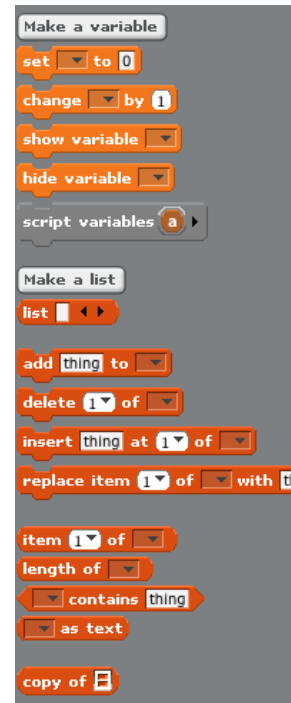 Make a variable
set to 0
change by 1
show variable
hide variable
script variables a
Make a list
list
add thing to
delete 1 of
insert thing at 1 of
replace item 1 of with
item 1 of
length of
contains thing
as text
copy of